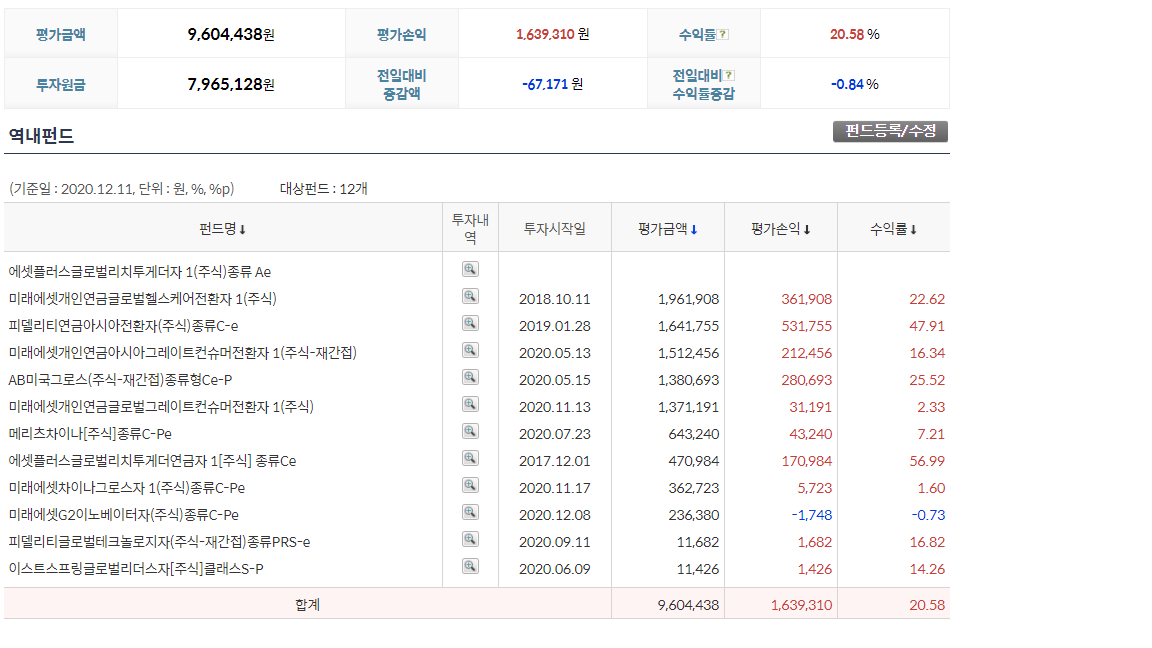 평가금액 9,604,438원 평가손익 1,639,310 원 수익률? 20.58 %
투자원금 7,965,128원 전일대비 증감액 -67,171 원 전일대비? 수익률증감 -0.84 %
역내펀드 펀드등록/수정
(기준일 : 2020.12.11, 단위 : 원, %, %p) 대상펀드 : 12개
펀드명↓ 투자내역 투자시작일 평가금액↓ 평가손익↓ 수익률↓
에셋플러스글로벌리치투게더자 1(주식)종류 Ae
미래에셋개인연금글로벌헬스케어전환자 1(주식) 2018.10.11 1,961,908 361,908 22.62
피델리티연금아시아전환자(주식)종류C-e 2019.01.28 1,641,755 531,755 47.91
미래에셋개인연금아시아그레이트컨슈머전환자 1(주식-재간접) 2020.05.13 1,512,456 212,456 16.34
AB미국그로스(주식-재간접)종류형Ce-P 2020.05.15 1,380,693 280,693 25.52
미래에셋개인연금글로벌그레이트컨슈머전환자 1(주식) 2020.11.13 1,371,191 31,191 2.33
메리츠차이나[주식]종류C-Pe 2020.07.23 643,240 43,240 7.21
에셋플러스글로벌리치투게더연금자 1[주식] 종류Ce 2017.12.01 470,984 170,984 56.99
미래에셋차이나그로스자 1(주식)종류C-Pe 2020.11.17 362,723 5,723 1.60
미래에셋G2이노베이터자(주식)종류C-Pe 2020.12.08 236,380 -1,748 -0.73
피델리티글로벌테크놀로지자(주식-재간접)종류PRS-e 2020.09.11 11,682 1,682 16.82
이스트스프링글로벌리더스자[주식]클래스S-P 2020.06.09 11,426 1,426 14.26
합계 9,604,438 1,639,310 20.58